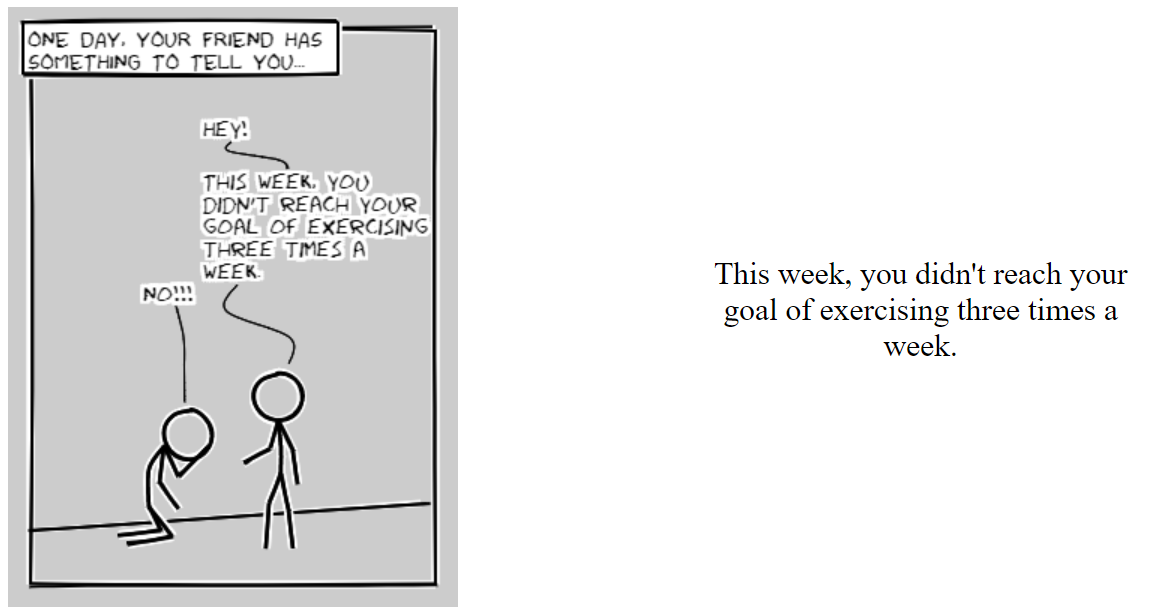 ONE DAY, YOUR FRIEND HAS
SOMETHING TO TELL YOU...
HEY!
THIS WEEK, YOU
DIDN'T REACH YOUR
GOAL OF EXERCISING
THREE TIMES A
WEEK.
NO!!!
This week, you didn't reach your
goal of exercising three times a
week.